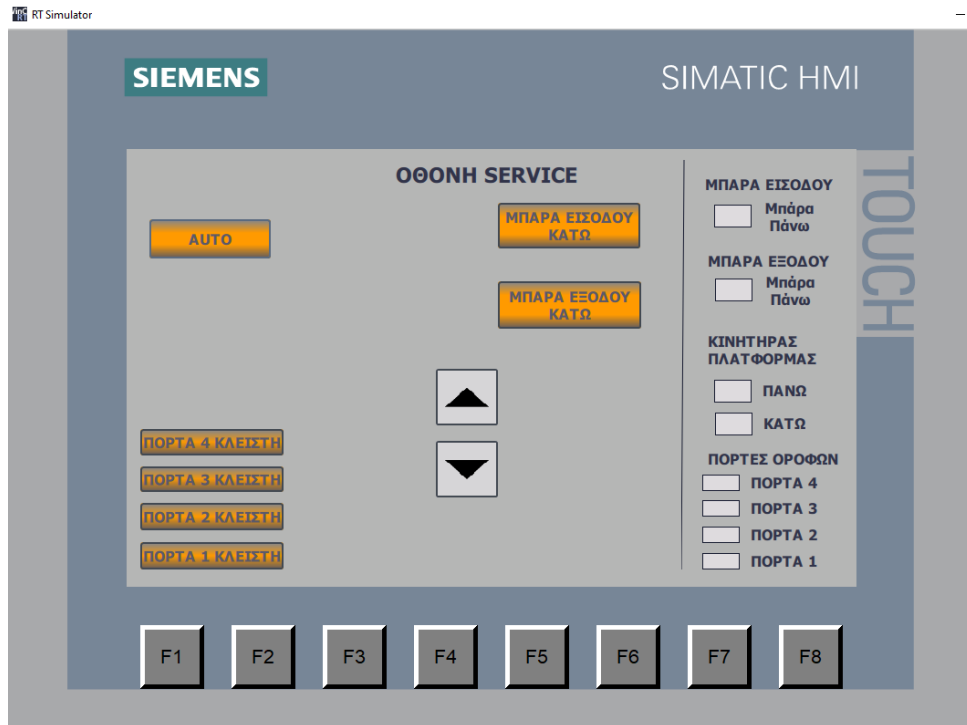 RT Simulator
SIEMENS
SIMATIC HMI
TOUCH
ΟΘΟΝΗ SERVICE
AUTO
ΜΠΑΡΑ ΕΙΣΟΔΟΥ
ΚΑΤΩ
ΜΠΑΡΑ ΕΞΟΔΟΥ
ΚΑΤΩ
ΠΟΡΤΑ 4 ΚΛΕΙΣΤΗ
ΠΟΡΤΑ 3 ΚΛΕΙΣΤΗ
ΠΟΡΤΑ 2 ΚΛΕΙΣΤΗ
ΠΟΡΤΑ 1 ΚΛΕΙΣΤΗ
ΜΠΑΡΑ ΕΙΣΟΔΟΥ
Μπάρα
Πάνω
ΜΠΑΡΑ ΕΞΟΔΟΥ
Μπάρα
Πάνω
ΚΙΝΗΤΗΡΑΣ
ΠΛΑΤΦΟΡΜΑΣ
ΠΑΝΩ
ΚΑΤΩ
ΠΟΡΤΕΣ ΟΡΟΦΩΝ
ΠΟΡΤΑ 4
ΠΟΡΤΑ 3
ΠΟΡΤΑ 2
ΠΟΡΤΑ 1
F1 F2 F3 F4 F5 F6 F7 F8